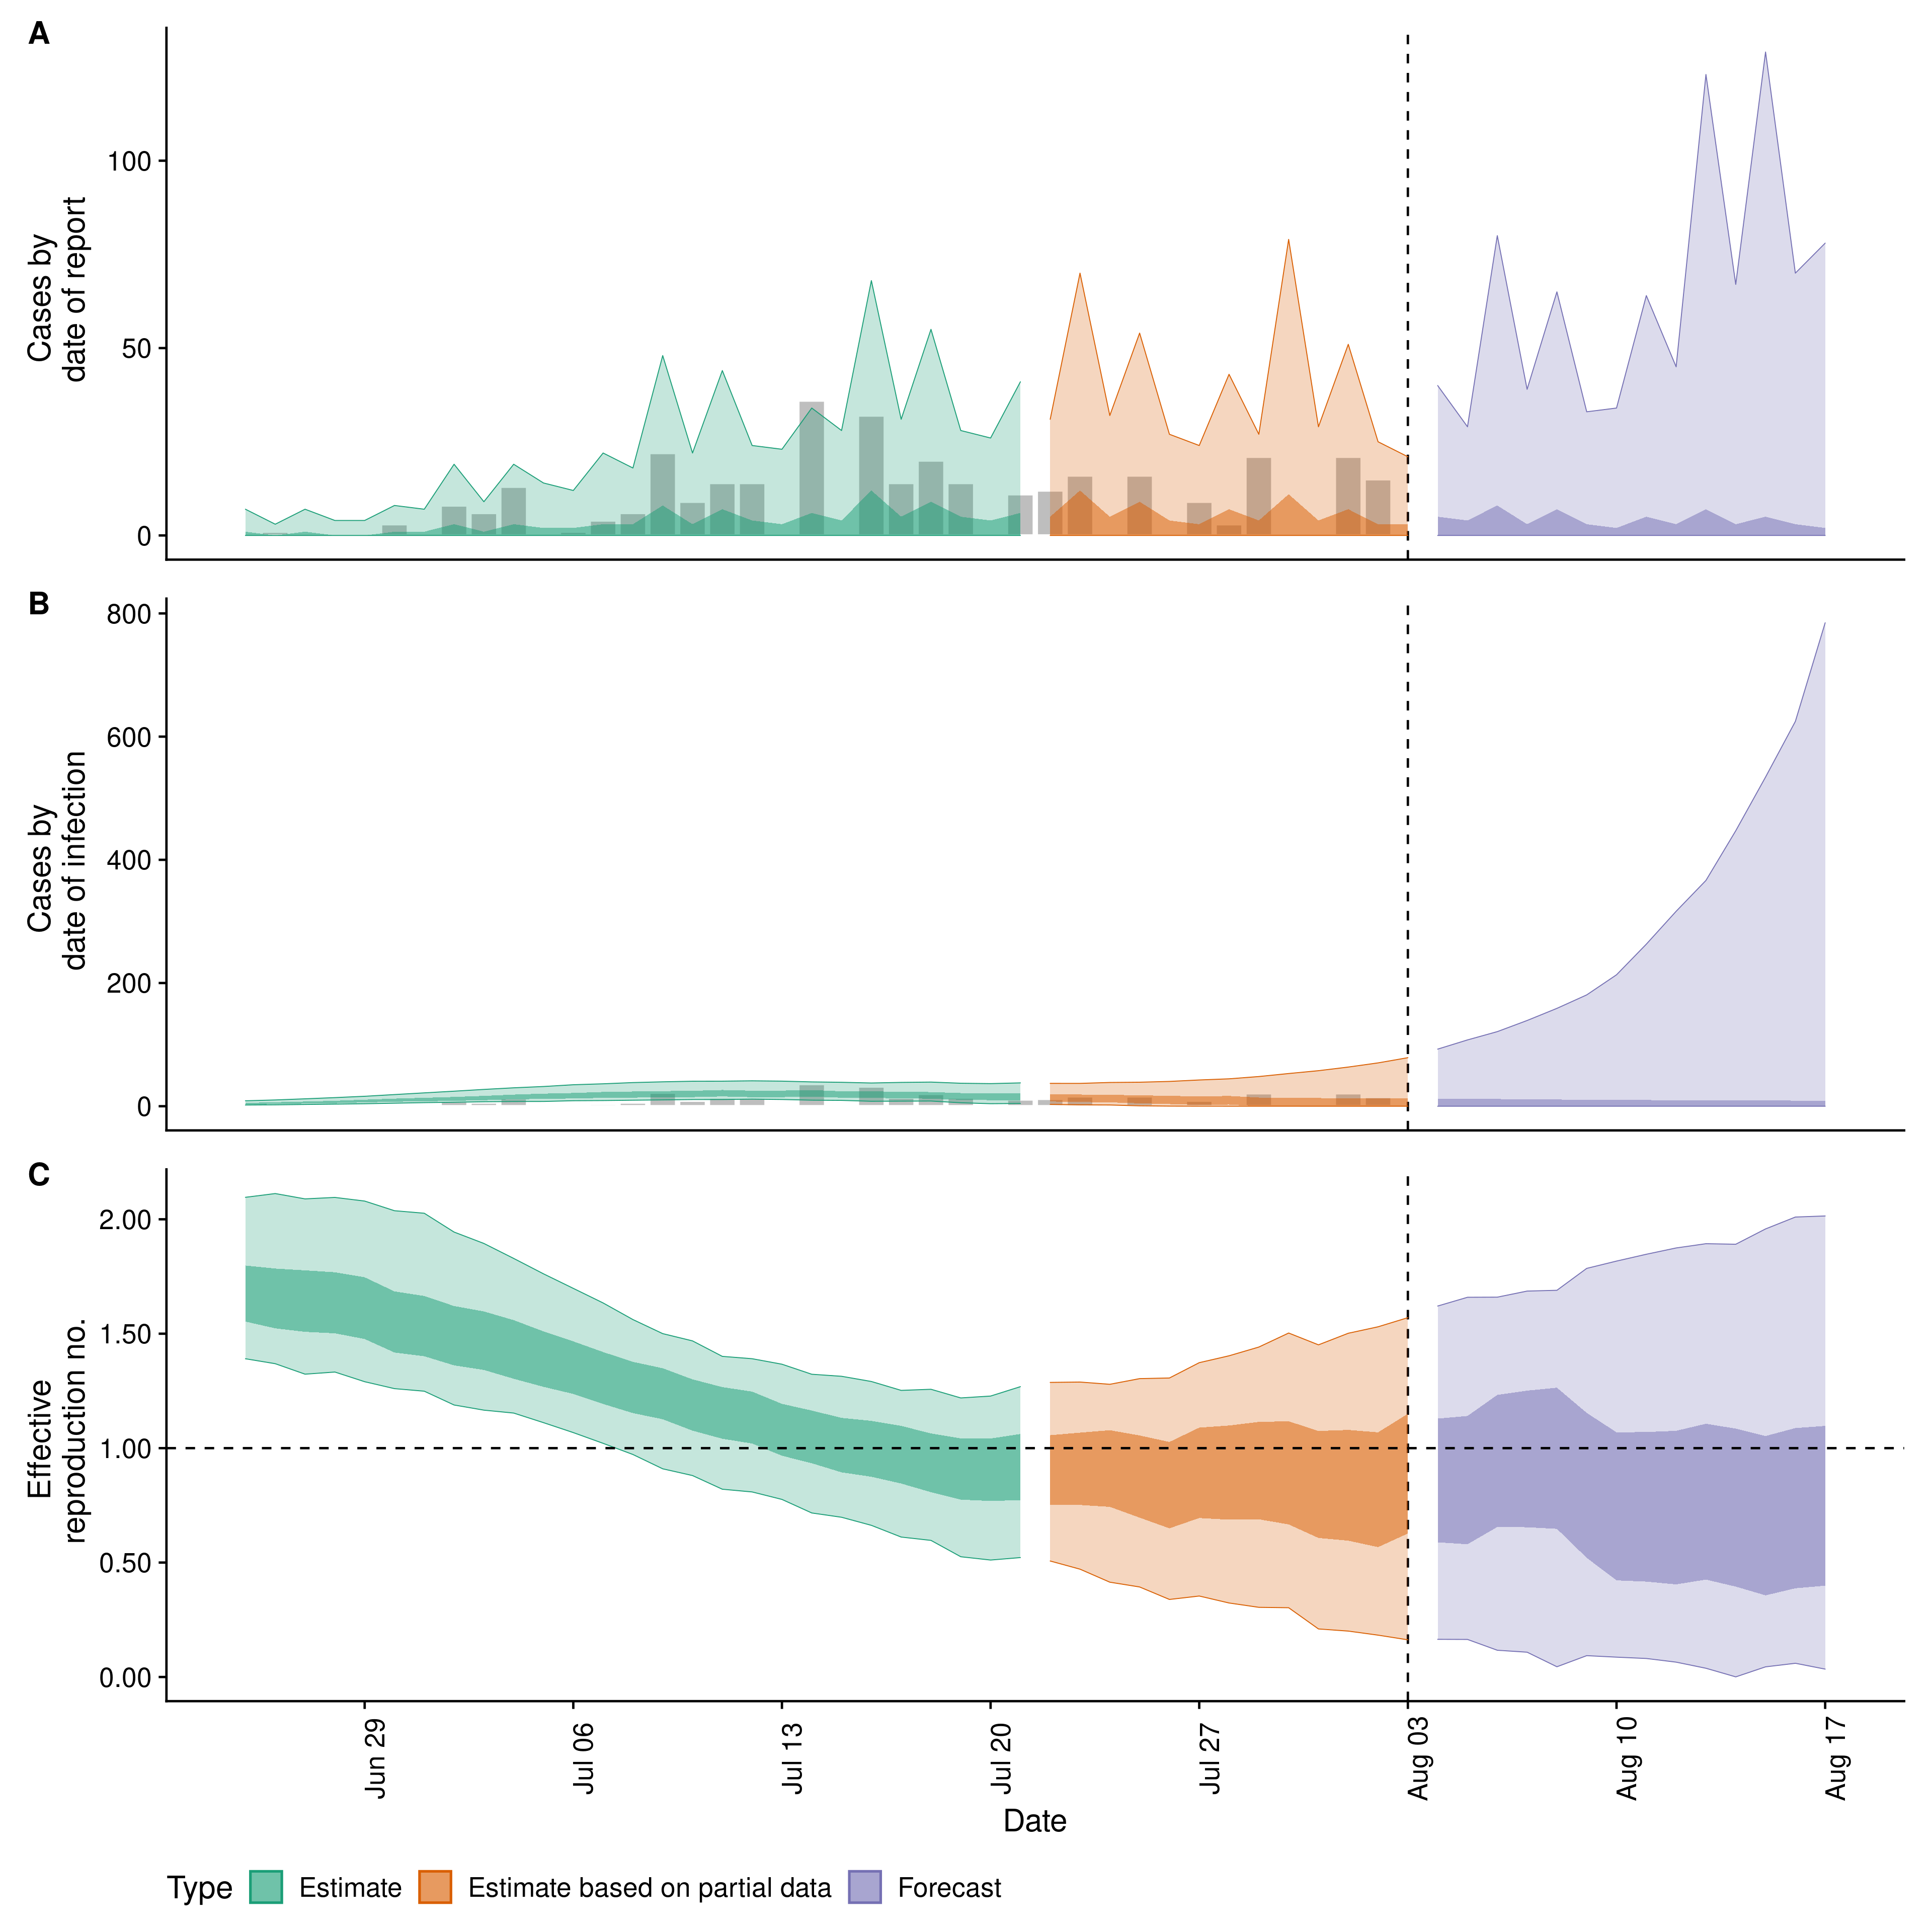 A
Cases by
date of report
100
50
0
B
Cases by
date of infection
800
600
400
200
0
C
Effective
reproduction no.
2.00
1.50
1.00
0.50
0.00
Jun 29
Jul 06
Jul 13
Jul 20
Jul 27
Aug 03
Aug 10
Aug 17
Date
Type
Estimate
Estimate based on partial data
Forecast